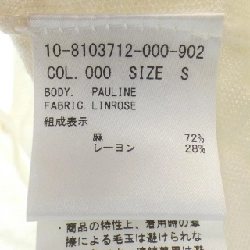 10-8103712-000-902
COL. 000 SIZE S
BODY. PAULINE
FABRIC. LINROSE
組成表示
麻 72%
レーヨン 28%
・商品の特性上、着用時の摩
擦による毛玉は避けられな